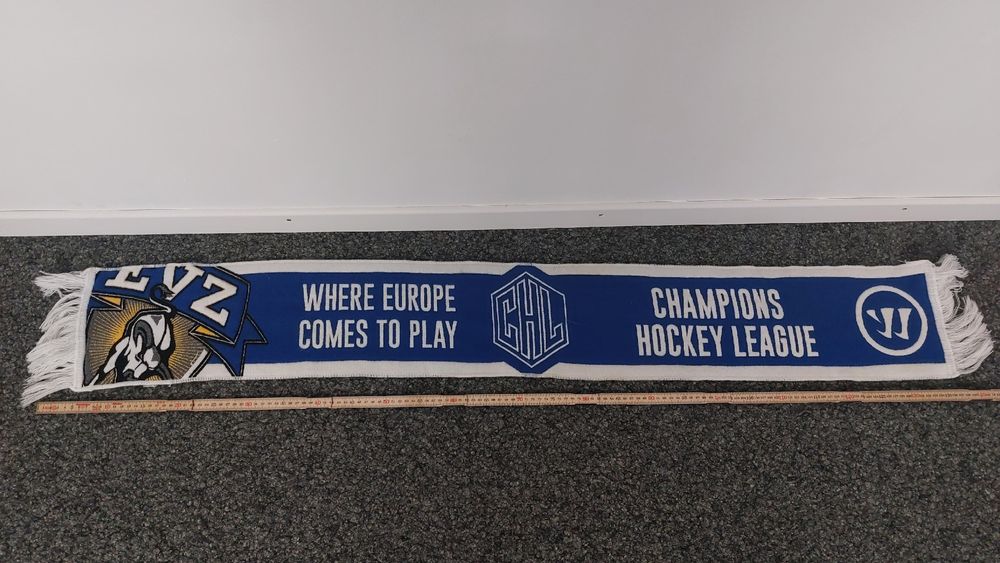 EVZ
WHERE EUROPE
COMES TO PLAY
CHL
CHAMPIONS
HOCKEY LEAGUE
W